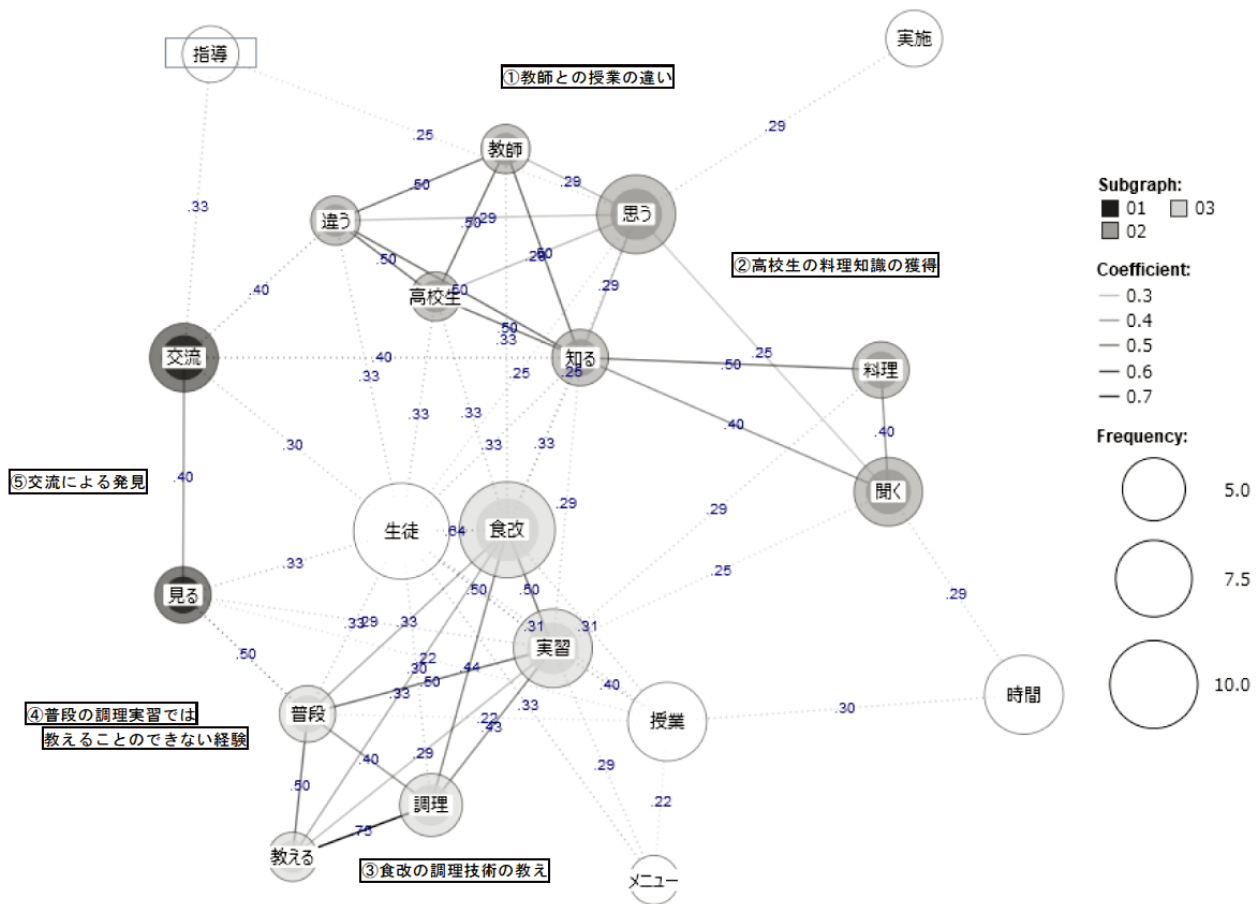 指導
実施
①教師との授業の違い
.25
.29
教師
.33
.50
.29
違う
思う
.50
.29
.50
.29
②高校生の料理知識の獲得
.50
.40
高校生
.50
.29
.50
.33
交流
.40
知る
.25
.50
.25
料理
.33
.25
.33
.33
.33
.33
.40
.40
.30
⑤交流による発見
.40
.29
聞く
.29
生徒
.64
食改
.33
.25
見る
.50
.50
.29
.33
.29
.33
.31
.31
実習
.22
.30
.44
.50
.50
.40
.33
④普段の調理実習では
教えることのできない経験
普段
.33
.22
.43
授業
.30
時間
.40
.29
.29
.50
調理
.22
.75
教える
③食改の調理技術の教え
メニュー
Subgraph:
01 03
02
Coefficient:
0.3
0.4
0.5
0.6
0.7
Frequency:
5.0
7.5
10.0